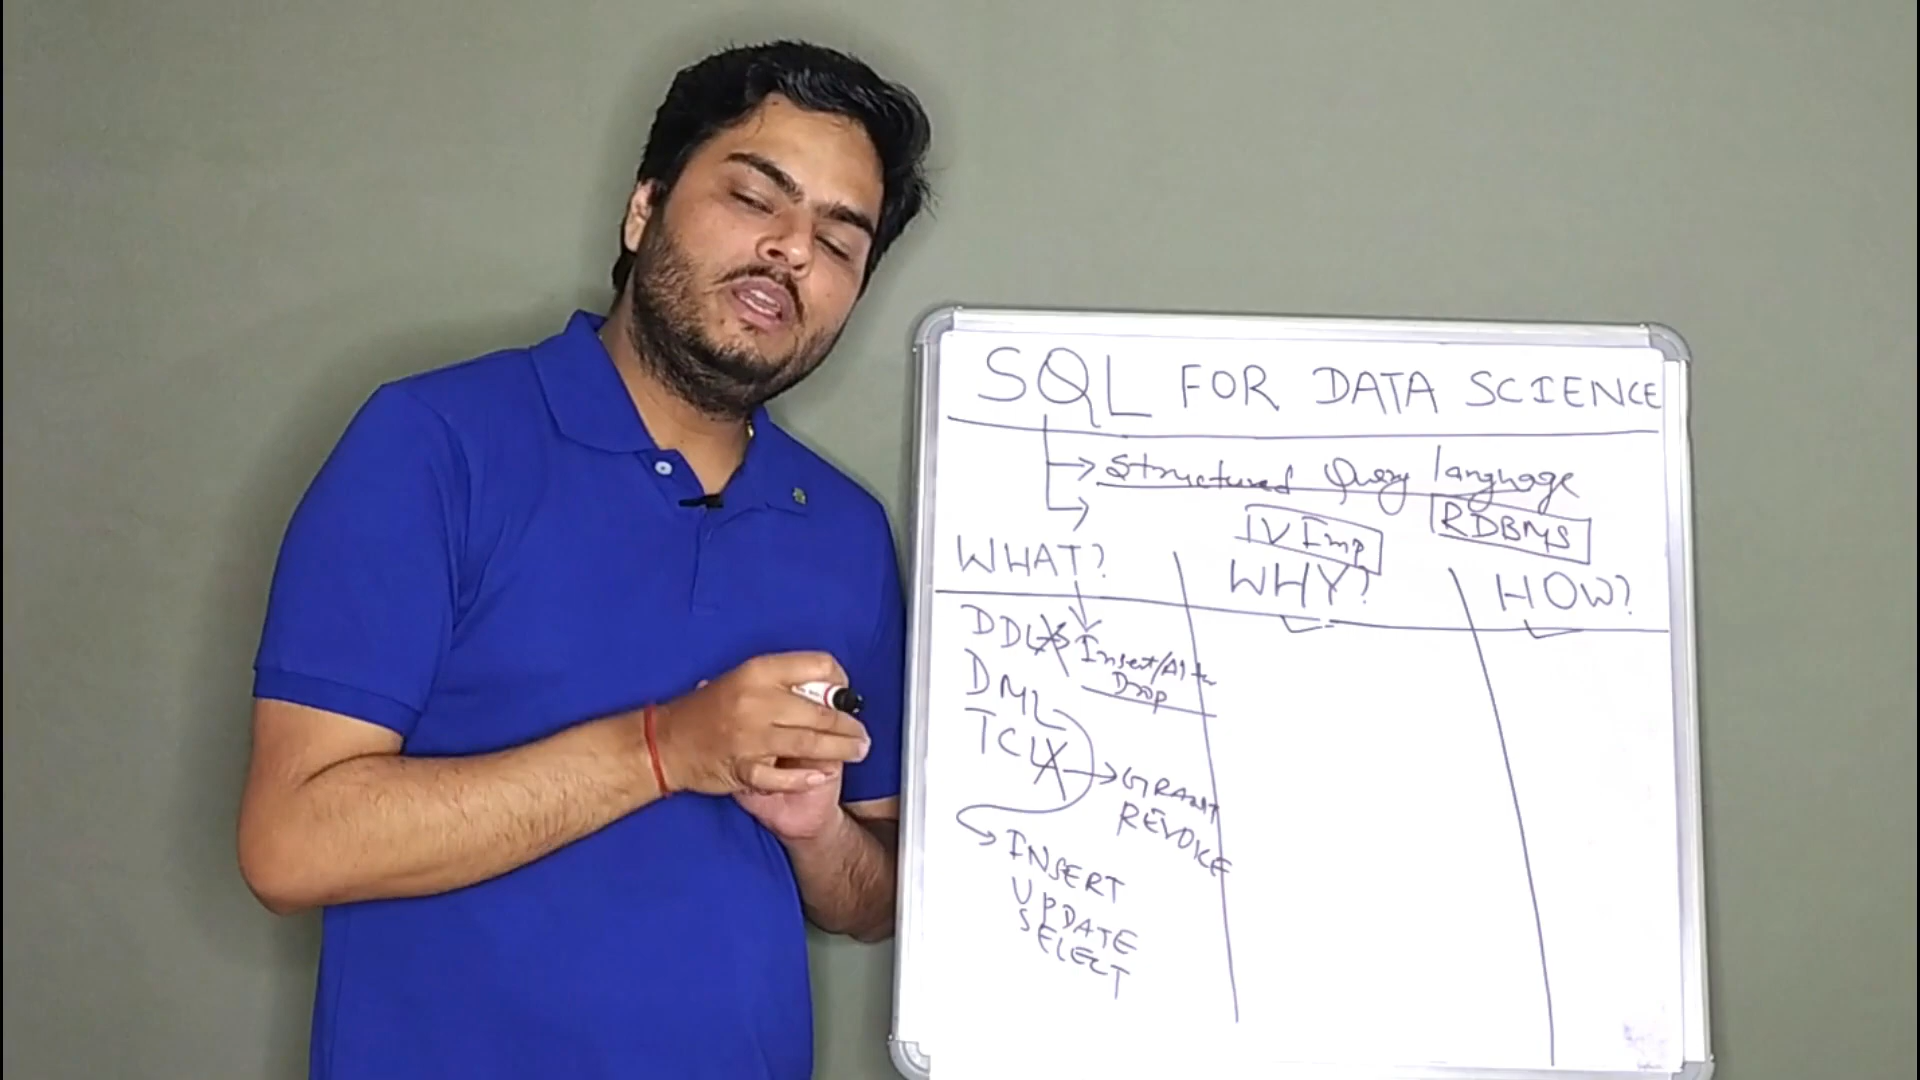 SQL FOR DATA SCIENCE
Structured Query language
IV Imp
RDBMS
WHAT? WHY? HOW?
DDL Insert/Alter
Drop
DML
TCL GRANT
REVOKE
INSERT
UPDATE
SELECT